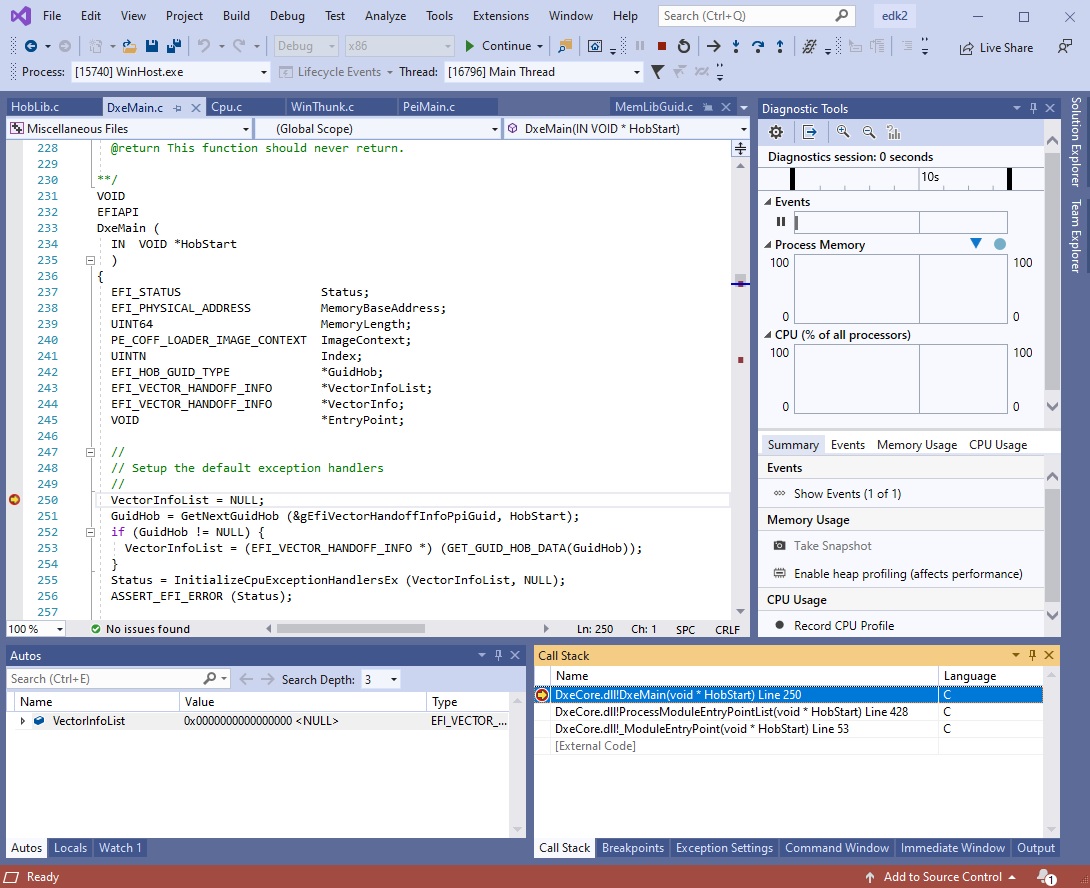 File Edit View Project Build Debug Test Analyze Tools Extensions Window Help Search (Ctrl+Q) edk2
Debug x86 Continue Live Share
Process: [15740] WinHost.exe Lifecycle Events Thread: [16796] Main Thread
HobLib.c DxeMain.c Cpu.c WinThunk.c PeiMain.c MemLibGuid.c
Miscellaneous Files (Global Scope) DxeMain(IN VOID * HobStart)
228 @return This function should never return.
229
230 **/
231 VOID
232 EFIAPI
233 DxeMain (
234 IN VOID *HobStart
235 )
236 {
237 EFI_STATUS Status;
238 EFI_PHYSICAL_ADDRESS MemoryBaseAddress;
239 UINT64 MemoryLength;
240 PE_COFF_LOADER_IMAGE_CONTEXT ImageContext;
241 UINTN Index;
242 EFI_HOB_GUID_TYPE *GuidHob;
243 EFI_VECTOR_HANDOFF_INFO *VectorInfoList;
244 EFI_VECTOR_HANDOFF_INFO *VectorInfo;
245 VOID *EntryPoint;
246
247 //
248 // Setup the default exception handlers
249 //
250 VectorInfoList = NULL;
251 GuidHob = GetNextGuidHob (&gEfiVectorHandoffInfoPpiGuid, HobStart);
252 if (GuidHob != NULL) {
253 VectorInfoList = (EFI_VECTOR_HANDOFF_INFO *) (GET_GUID_HOB_DATA(GuidHob));
254 }
255 Status = InitializeCpuExceptionHandlersEx (VectorInfoList, NULL);
256 ASSERT_EFI_ERROR (Status);
257
100 % No issues found Ln: 250 Ch: 1 SPC CRLF
Diagnostic Tools
Diagnostics session: 0 seconds
10s
Events
Process Memory
100 100
0 0
CPU (% of all processors)
100 100
0 0
Summary Events Memory Usage CPU Usage
Events
Show Events (1 of 1)
Memory Usage
Take Snapshot
Enable heap profiling (affects performance)
CPU Usage
Record CPU Profile
Solution Explorer
Team Explorer
Autos
Search (Ctrl+E) Search Depth: 3
Name Value Type
VectorInfoList 0x0000000000000000 <NULL> EFI_VECTOR_...
Autos Locals Watch 1
Call Stack
Name Language
DxeCore.dll!DxeMain(void * HobStart) Line 250 C
DxeCore.dll!ProcessModuleEntryPointList(void * HobStart) Line 428 C
DxeCore.dll!_ModuleEntryPoint(void * HobStart) Line 53 C
[External Code]
Call Stack Breakpoints Exception Settings Command Window Immediate Window Output
Ready Add to Source Control 1